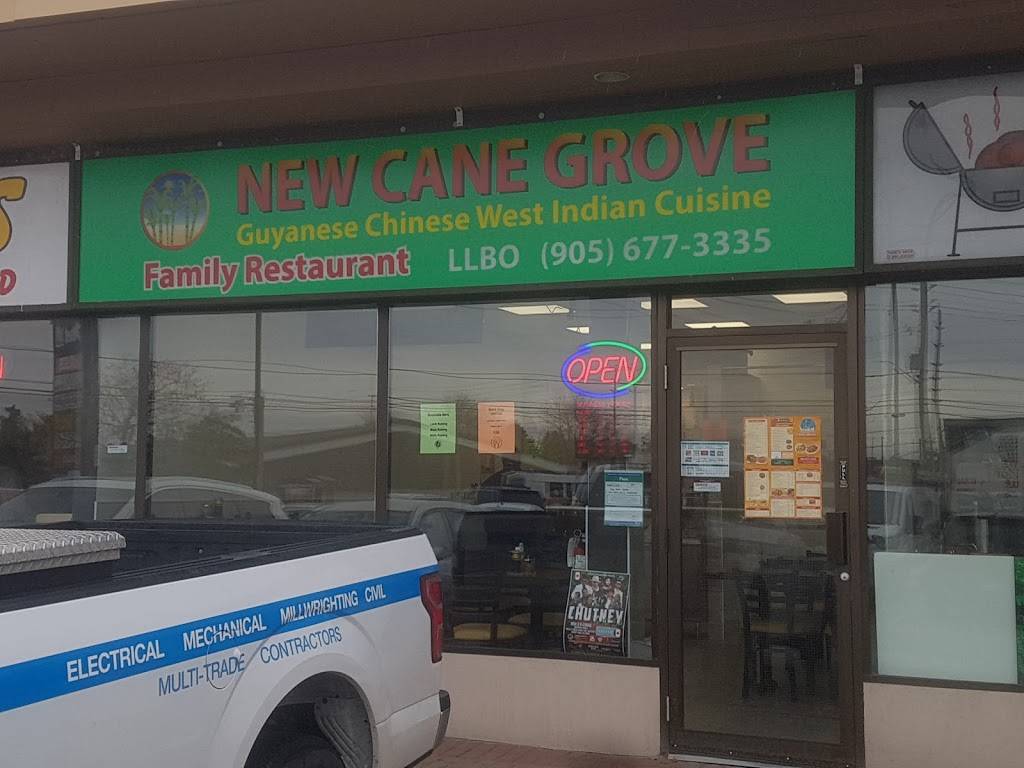 NEW CANE GROVE
Guyanese Chinese West Indian Cuisine
Family Restaurant LLBO (905) 677-3335
OPEN
CHUTNEY
ELECTRICAL MECHANICAL MILLWRIGHTING CIVIL
MULTI-TRADE CONTRACTORS